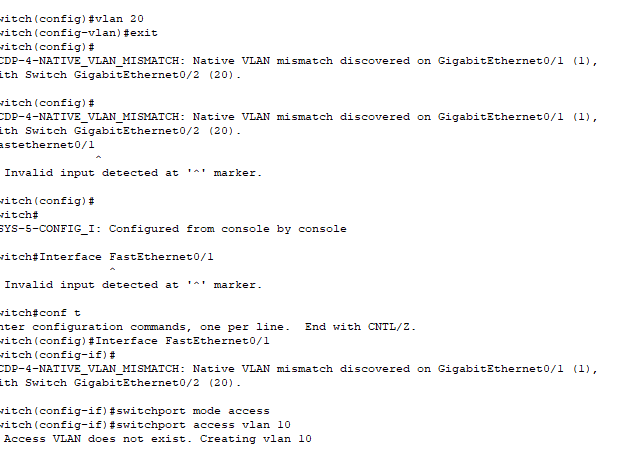 witch(config)#vlan 20
witch(config-vlan)#exit
witch(config)#
CDP-4-NATIVE_VLAN_MISMATCH: Native VLAN mismatch discovered on GigabitEthernet0/1 (1),
ith Switch GigabitEthernet0/2 (20).
witch(config)#
CDP-4-NATIVE_VLAN_MISMATCH: Native VLAN mismatch discovered on GigabitEthernet0/1 (1),
ith Switch GigabitEthernet0/2 (20).
astethernet0/1
^
Invalid input detected at '^' marker.
witch(config)#
witch#
SYS-5-CONFIG_I: Configured from console by console
witch#Interface FastEthernet0/1
^
Invalid input detected at '^' marker.
witch#conf t
nter configuration commands, one per line.  End with CNTL/Z.
witch(config)#Interface FastEthernet0/1
witch(config-if)#
CDP-4-NATIVE_VLAN_MISMATCH: Native VLAN mismatch discovered on GigabitEthernet0/1 (1),
ith Switch GigabitEthernet0/2 (20).
witch(config-if)#switchport mode access
witch(config-if)#switchport access vlan 10
Access VLAN does not exist. Creating vlan 10